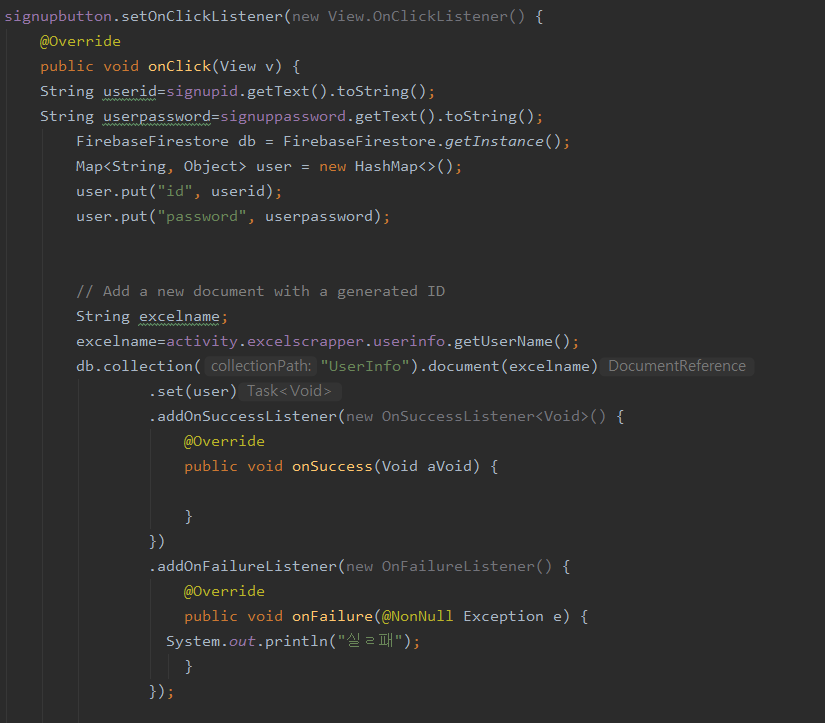 signupbutton.setOnClickListener(new View.OnClickListener() {
@Override
public void onClick(View v) {
String userid=signupid.getText().toString();
String userpassword=signuppassword.getText().toString();
FirebaseFirestore db = FirebaseFirestore.getInstance();
Map<String, Object> user = new HashMap<>();
user.put("id", userid);
user.put("password", userpassword);
// Add a new document with a generated ID
String excelname;
excelname=activity.excelscrapper.userinfo.getUserName();
db.collection( collectionPath: "UserInfo").document(excelname) DocumentReference
.set(user) Task<Void>
.addOnSuccessListener(new OnSuccessListener<Void>() {
@Override
public void onSuccess(Void aVoid) {
}
})
.addOnFailureListener(new OnFailureListener() {
@Override
public void onFailure(@NonNull Exception e) {
System.out.println("실ㄹ패");
}
});